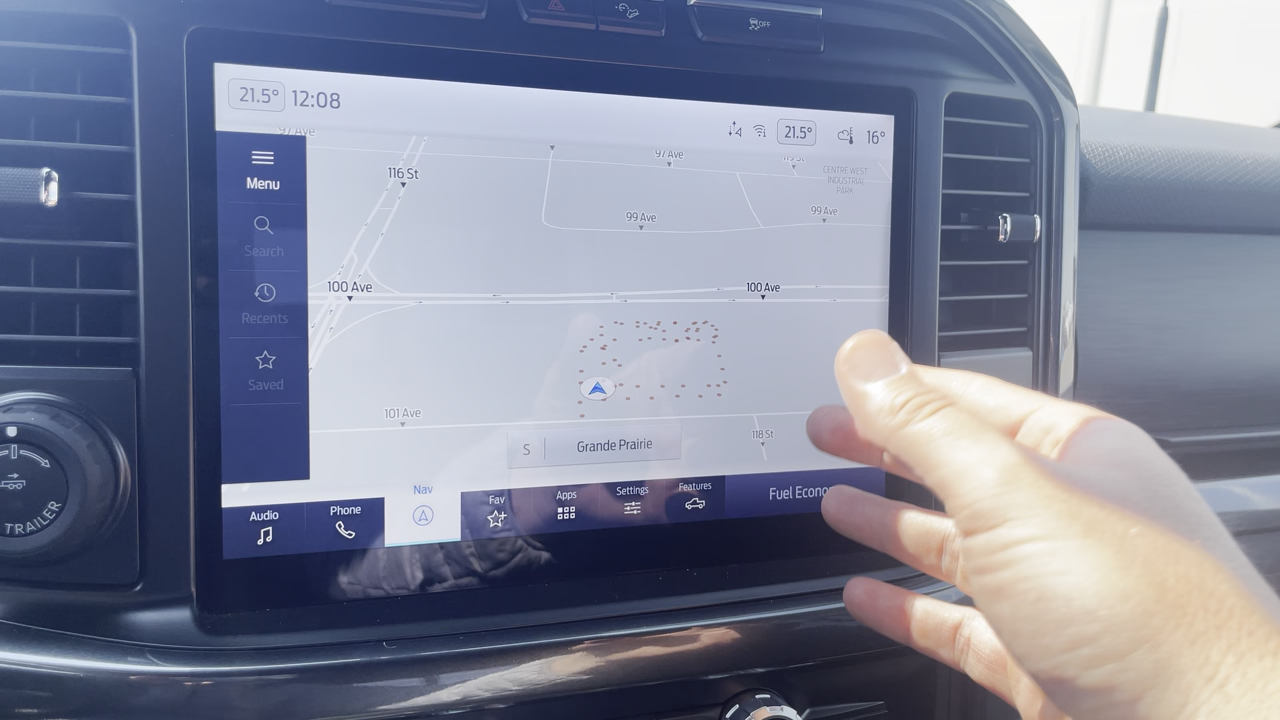 OFF
21.5° 12:08
21.5° 16°
97 Ave
97 Ave
Menu
116 St
CENTRE WEST
INDUSTRIAL
PARK
Search
99 Ave
99 Ave
Recents
100 Ave
100 Ave
Saved
101 Ave
118 St
S Grande Prairie
Audio
Phone
Nav
Fav
Apps
Settings
Features
Fuel Econo
TRAILER